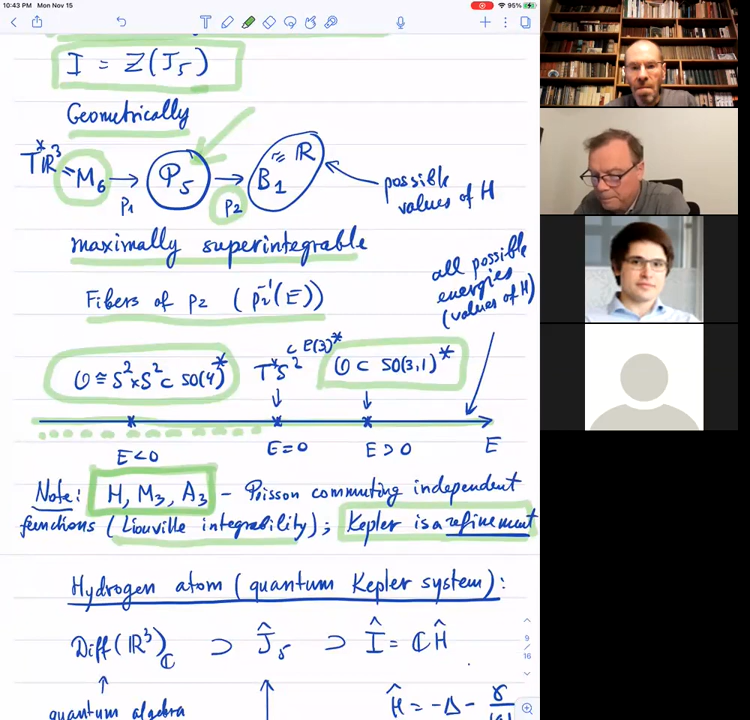 10:43 PM Mon Nov 15
95%
I = Z(J₅)
Geometrically
T*ℝ³ = M₆ → P₅ → B₁ ≈ ℝ
p₁ p₂
possible values of H
maximally superintegrable
Fibers of p₂ (p₂⁻¹(E))
all possible energies (values of H)
O ≅ S²×S² ⊂ so(4)* T*S² ⊂ e(3)* O ⊂ so(3,1)*
E<0 E=0 E>0 E
Note: H, M₃, A₃ - Poisson commuting independent
functions (Liouville integrability); Kepler is a refinement
Hydrogen atom (quantum Kepler system):
Diff(ℝ³)_ℂ ⊃ Ĵ₅ ⊃ Î = ℂĤ
9
16
quantum algebra
Ĥ = -Δ - γ